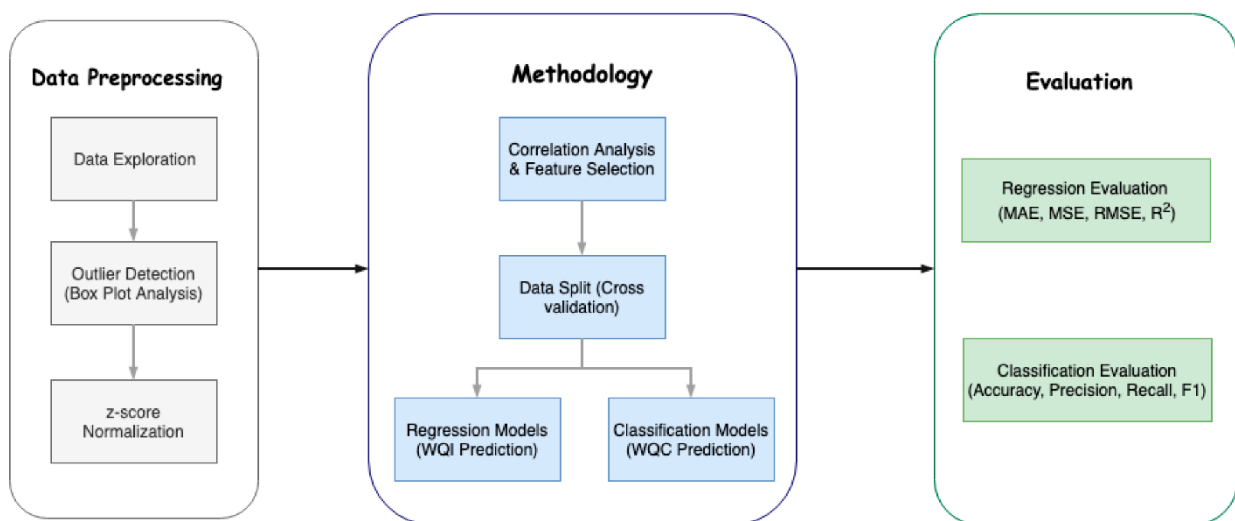 Data Preprocessing
Data Exploration
Outlier Detection
(Box Plot Analysis)
z-score
Normalization
Methodology
Correlation Analysis
& Feature Selection
Data Split (Cross
validation)
Regression Models
(WQI Prediction)
Classification Models
(WQC Prediction)
Evaluation
Regression Evaluation
(MAE, MSE, RMSE, R²)
Classification Evaluation
(Accuracy, Precision, Recall, F1)